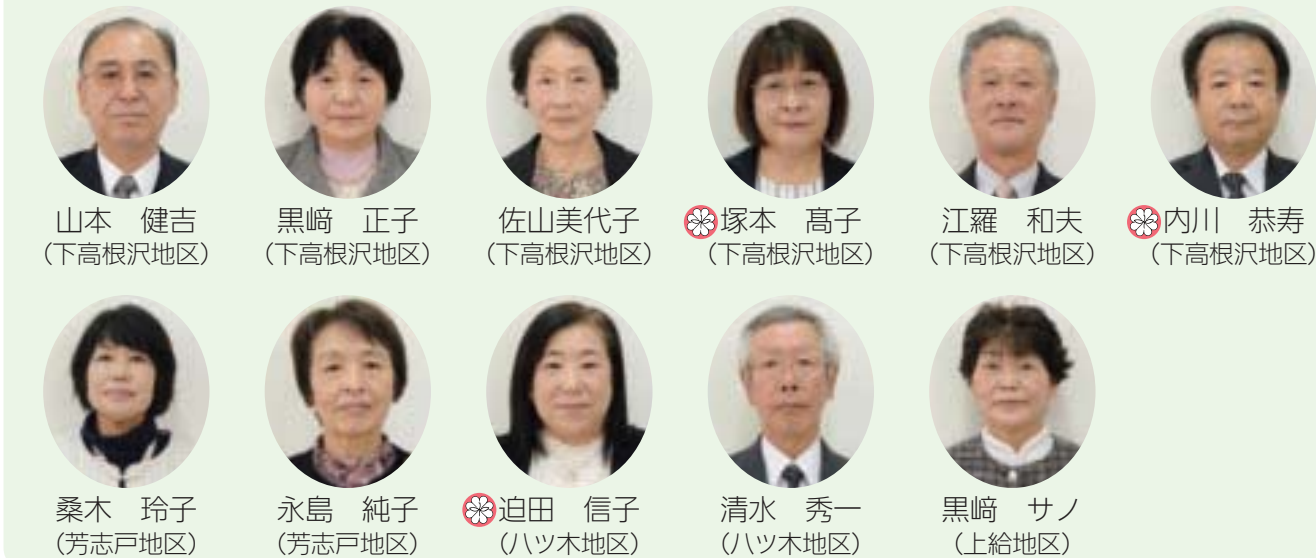 山本　健吉
(下高根沢地区)
黒﨑　正子
(下高根沢地区)
佐山美代子
(下高根沢地区)
塚本　髙子
(下高根沢地区)
江羅　和夫
(下高根沢地区)
内川　恭寿
(下高根沢地区)
桑木　玲子
(芳志戸地区)
永島　純子
(芳志戸地区)
迫田　信子
(八ツ木地区)
清水　秀一
(八ツ木地区)
黒﨑　サノ
(上給地区)